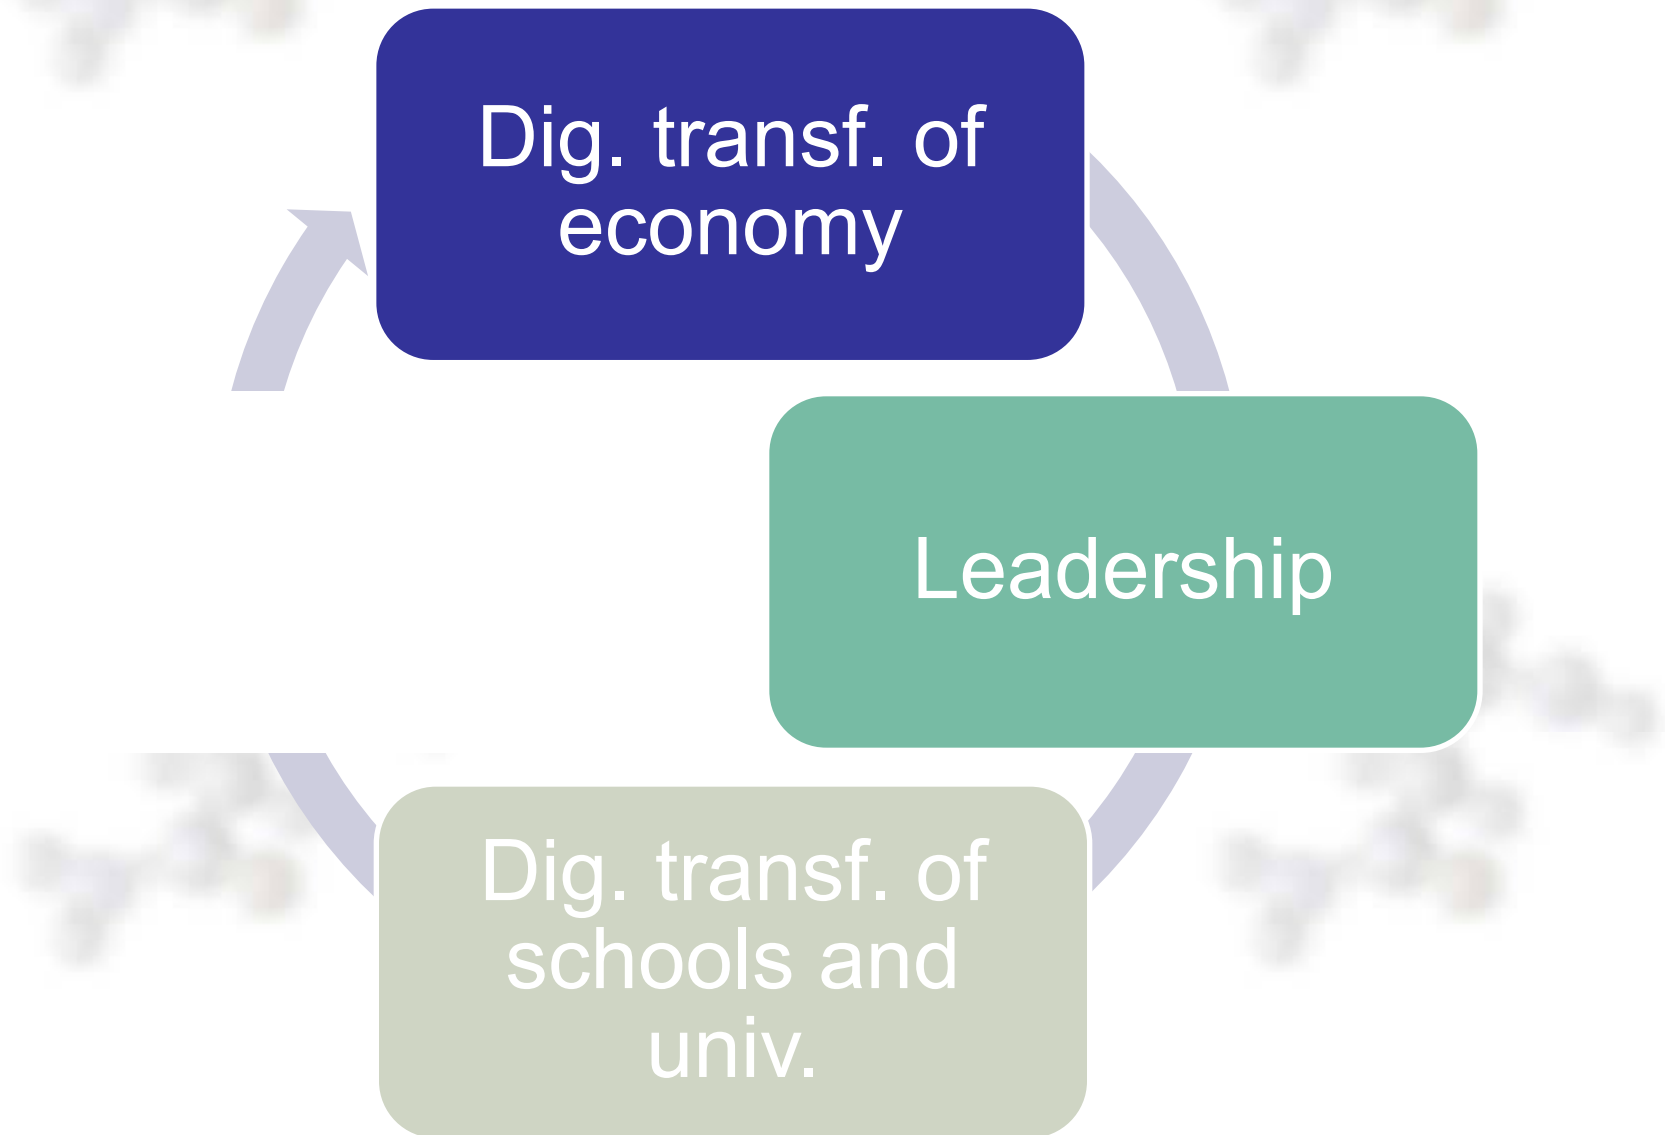 Dig. transf. of
economy
Leadership
Dig. transf. of
schools and
univ.